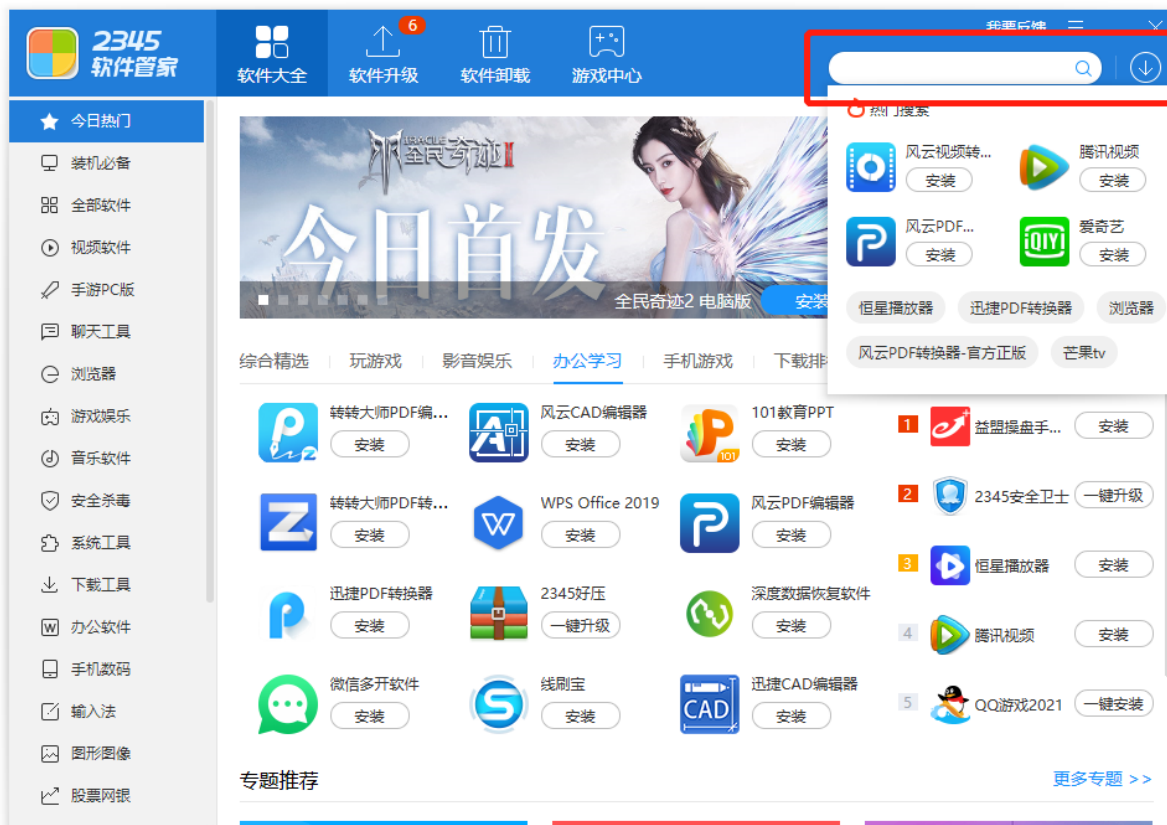 2345
软件管家
软件大全
6
软件升级
软件卸载
游戏中心
我要反馈
今日热门
装机必备
全部软件
视频软件
手游PC版
聊天工具
浏览器
游戏娱乐
音乐软件
安全杀毒
系统工具
下载工具
办公软件
手机数码
输入法
图形图像
股票网银
MIRACLE
全民奇迹II
今日首发
全民奇迹2 电脑版
安装
热门搜索
风云视频转...
安装
腾讯视频
安装
风云PDF...
安装
iQIYI
爱奇艺
安装
恒星播放器
迅捷PDF转换器
浏览器
风云PDF转换器-官方正版
芒果tv
综合精选
玩游戏
影音娱乐
办公学习
手机游戏
下载排
转转大师PDF编...
安装
风云CAD编辑器
安装
101
101教育PPT
安装
转转大师PDF转...
安装
WPS Office 2019
安装
风云PDF编辑器
安装
迅捷PDF转换器
安装
2345好压
一键升级
深度数据恢复软件
安装
微信多开软件
安装
线刷宝
安装
CAD
迅捷CAD编辑器
安装
1
益盟操盘手...
安装
2
2345安全卫士
一键升级
3
恒星播放器
安装
4
腾讯视频
安装
5
QQ游戏2021
一键安装
专题推荐
更多专题 >>